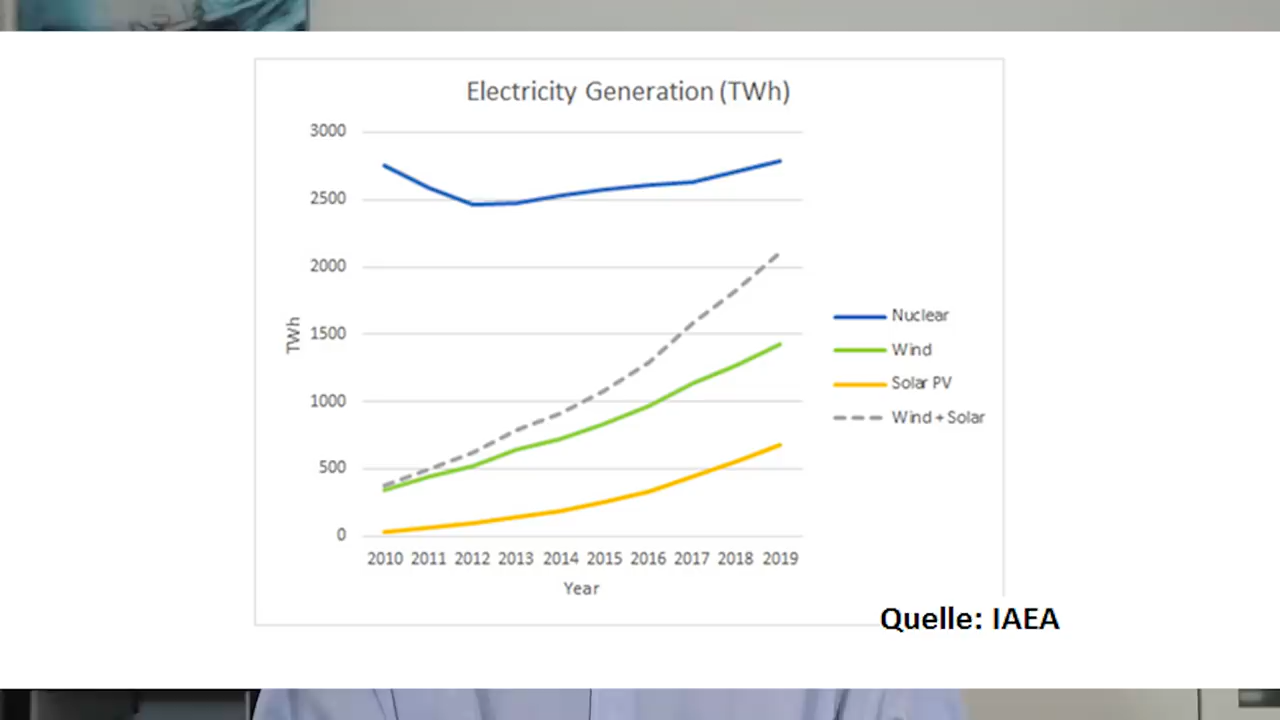 Electricity Generation (TWh)
3000
2500
2000
1500
1000
500
0
TWh
2010 2011 2012 2013 2014 2015 2016 2017 2018 2019
Year
Nuclear
Wind
Solar PV
Wind + Solar
Quelle: IAEA